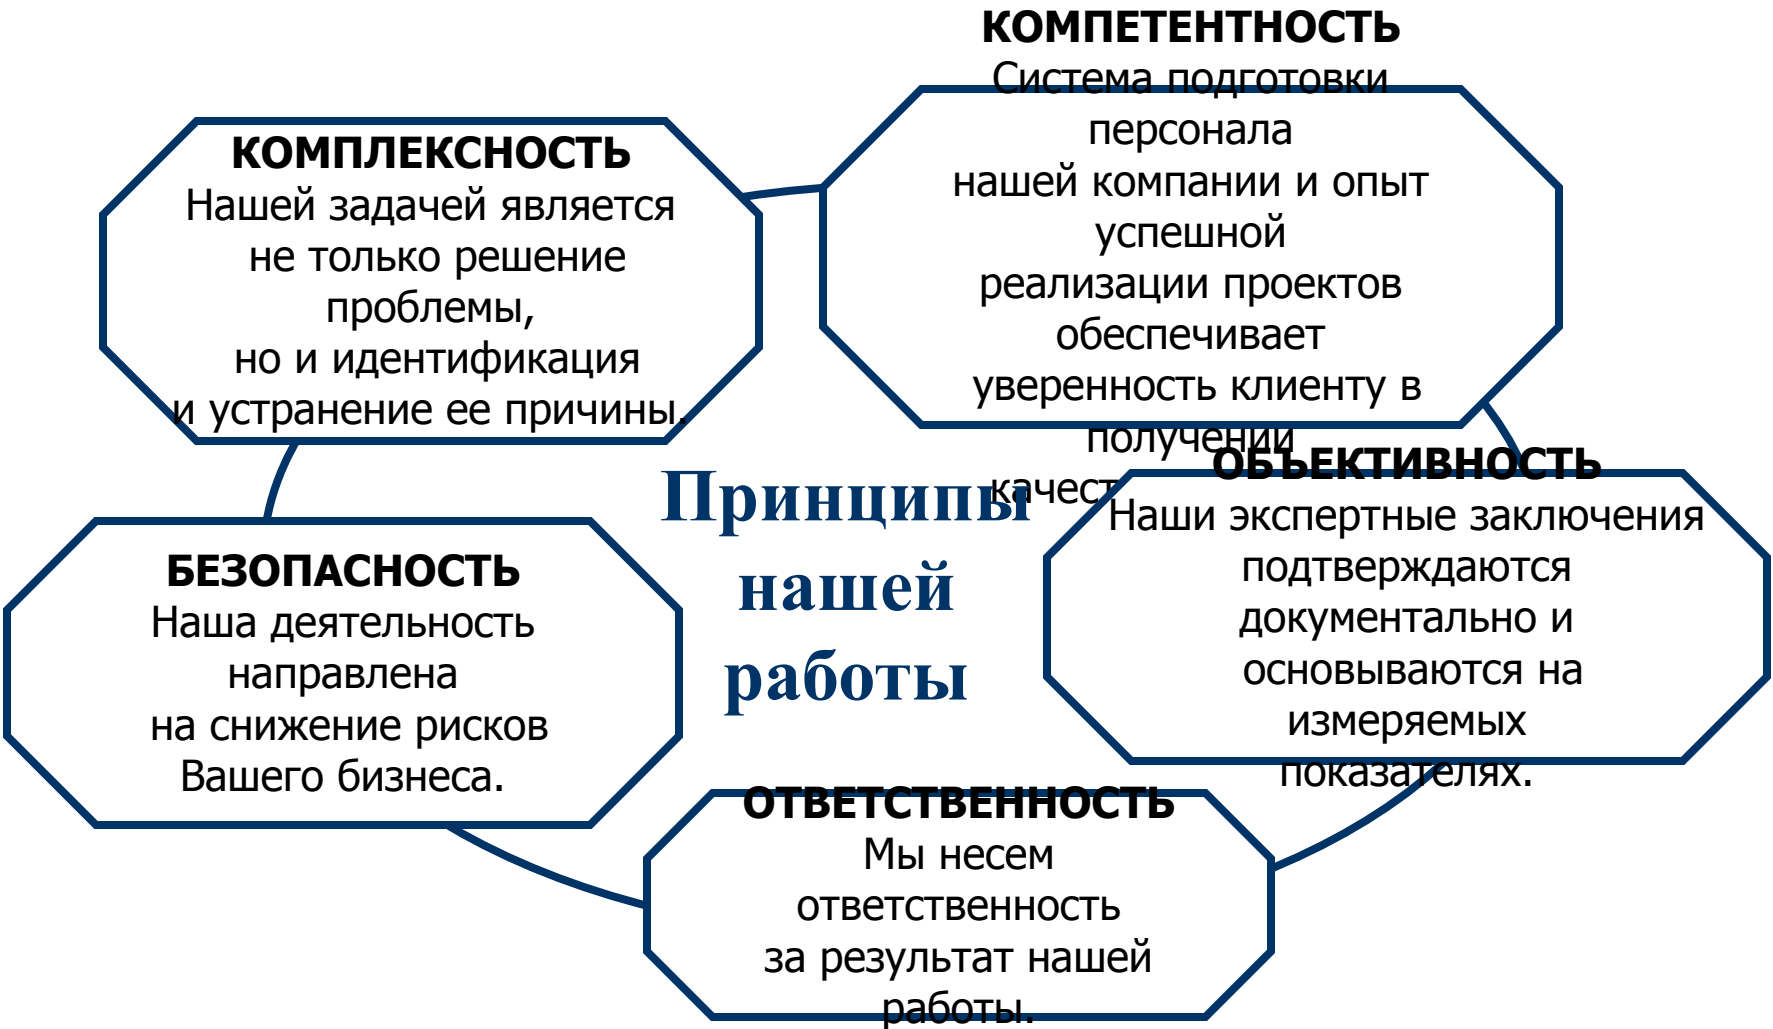 КОМПЕТЕНТНОСТЬ
Система подготовки
персонала
нашей компании и опыт
успешной
реализации проектов
обеспечивает
уверенность клиенту в
получении
КОМПЛЕКСНОСТЬ
Нашей задачей является
не только решение
проблемы,
но и идентификация
и устранение ее причины.
Принципы
нашей
работы
ОБЪЕКТИВНОСТЬ
Наши экспертные заключения
подтверждаются
документально и
основываются на
измеряемых
показателях.
БЕЗОПАСНОСТЬ
Наша деятельность
направлена
на снижение рисков
Вашего бизнеса.
ОТВЕТСТВЕННОСТЬ
Мы несем
ответственность
за результат нашей
работы.